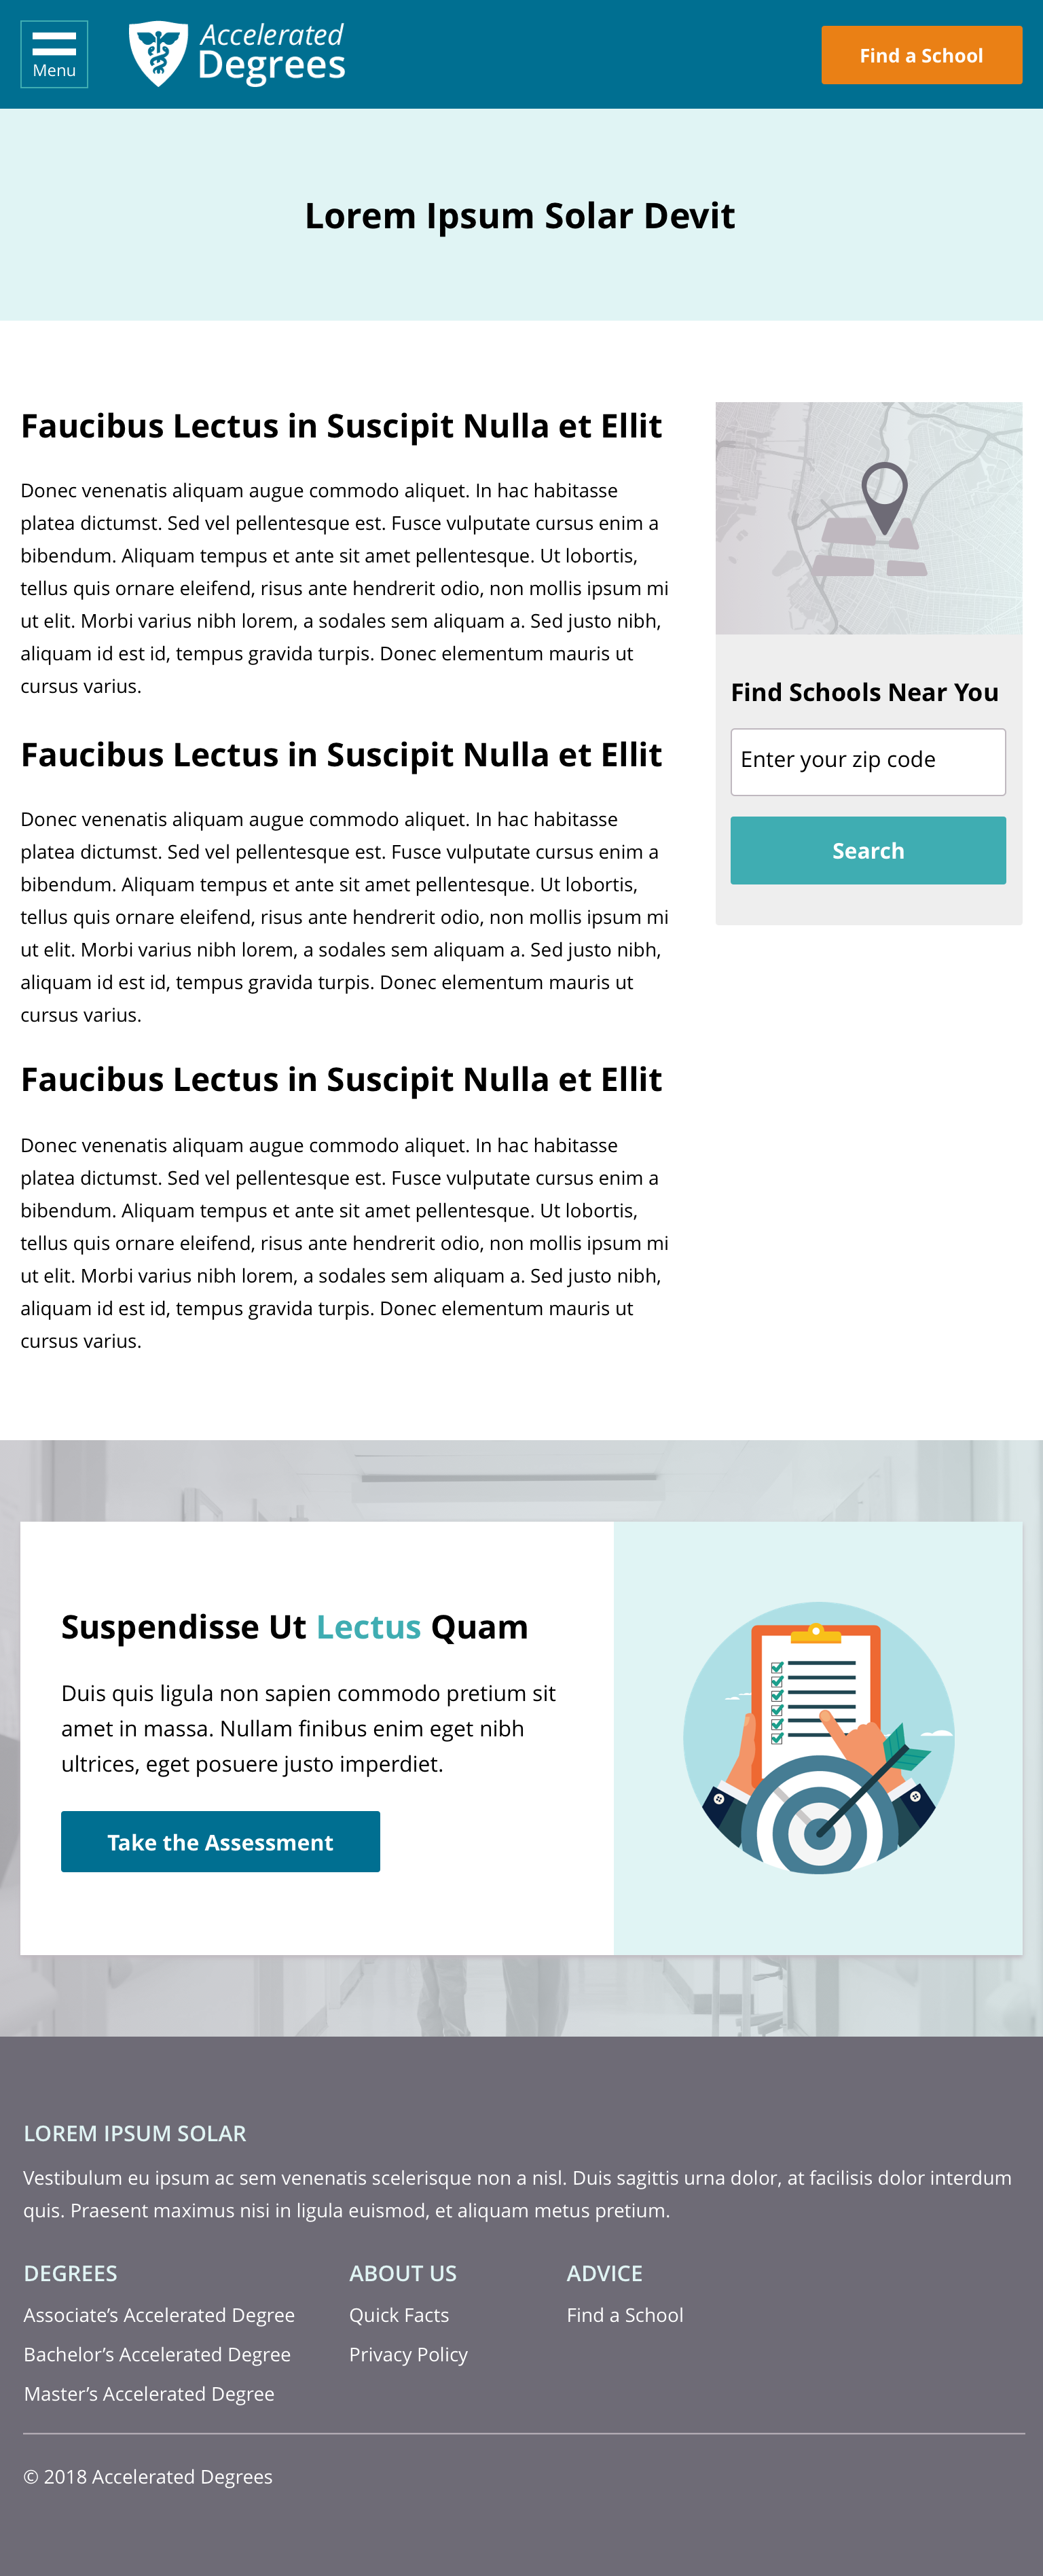 Menu
Accelerated
Degrees
Find a School
Lorem Ipsum Solar Devit
Faucibus Lectus in Suscipit Nulla et Ellit
Donec venenatis aliquam augue commodo aliquet. In hac habitasse
platea dictumst. Sed vel pellentesque est. Fusce vulputate cursus enim a
bibendum. Aliquam tempus et ante sit amet pellentesque. Ut lobortis,
tellus quis ornare eleifend, risus ante hendrerit odio, non mollis ipsum mi
ut elit. Morbi varius nibh lorem, a sodales sem aliquam a. Sed justo nibh,
aliquam id est id, tempus gravida turpis. Donec elementum mauris ut
cursus varius.
Faucibus Lectus in Suscipit Nulla et Ellit
Donec venenatis aliquam augue commodo aliquet. In hac habitasse
platea dictumst. Sed vel pellentesque est. Fusce vulputate cursus enim a
bibendum. Aliquam tempus et ante sit amet pellentesque. Ut lobortis,
tellus quis ornare eleifend, risus ante hendrerit odio, non mollis ipsum mi
ut elit. Morbi varius nibh lorem, a sodales sem aliquam a. Sed justo nibh,
aliquam id est id, tempus gravida turpis. Donec elementum mauris ut
cursus varius.
Faucibus Lectus in Suscipit Nulla et Ellit
Donec venenatis aliquam augue commodo aliquet. In hac habitasse
platea dictumst. Sed vel pellentesque est. Fusce vulputate cursus enim a
bibendum. Aliquam tempus et ante sit amet pellentesque. Ut lobortis,
tellus quis ornare eleifend, risus ante hendrerit odio, non mollis ipsum mi
ut elit. Morbi varius nibh lorem, a sodales sem aliquam a. Sed justo nibh,
aliquam id est id, tempus gravida turpis. Donec elementum mauris ut
cursus varius.
Find Schools Near You
Enter your zip code
Search
Suspendisse Ut Lectus Quam
Duis quis ligula non sapien commodo pretium sit
amet in massa. Nullam finibus enim eget nibh
ultrices, eget posuere justo imperdiet.
Take the Assessment
LOREM IPSUM SOLAR
Vestibulum eu ipsum ac sem venenatis scelerisque non a nisl. Duis sagittis urna dolor, at facilisis dolor interdum
quis. Praesent maximus nisi in ligula euismod, et aliquam metus pretium.
DEGREES
Associate’s Accelerated Degree
Bachelor’s Accelerated Degree
Master’s Accelerated Degree
ABOUT US
Quick Facts
Privacy Policy
ADVICE
Find a School
© 2018 Accelerated Degrees